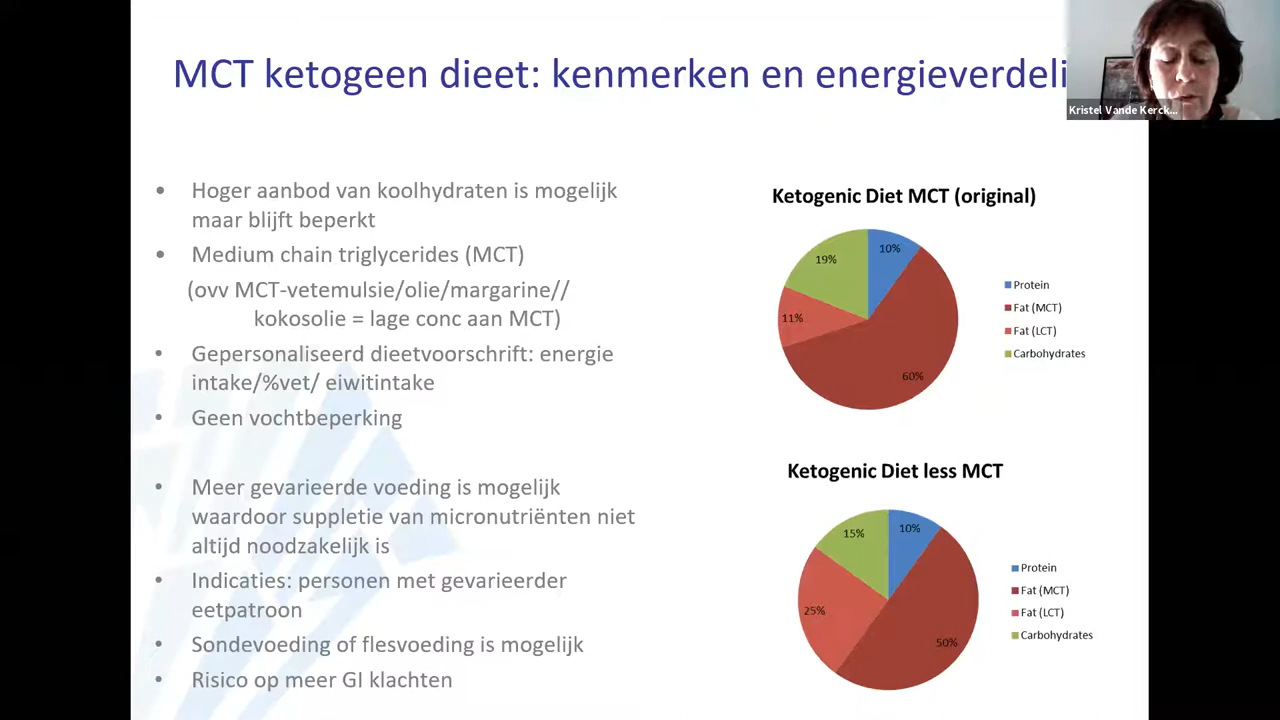 MCT ketogeen dieet: kenmerken en energieverdeli
Kristel Vande Kerck...
• Hoger aanbod van koolhydraten is mogelijk
maar blijft beperkt
• Medium chain triglycerides (MCT)
(ovv MCT-vetemulsie/olie/margarine//
kokosolie = lage conc aan MCT)
• Gepersonaliseerd dieetvoorschrift: energie
intake/%vet/ eiwitintake
• Geen vochtbeperking
• Meer gevarieerde voeding is mogelijk
waardoor suppletie van micronutriënten niet
altijd noodzakelijk is
• Indicaties: personen met gevarieerder
eetpatroon
• Sondevoeding of flesvoeding is mogelijk
• Risico op meer GI klachten
Ketogenic Diet MCT (original)
10%
19%
11%
60%
Protein
Fat (MCT)
Fat (LCT)
Carbohydrates
Ketogenic Diet less MCT
10%
15%
25%
50%
Protein
Fat (MCT)
Fat (LCT)
Carbohydrates